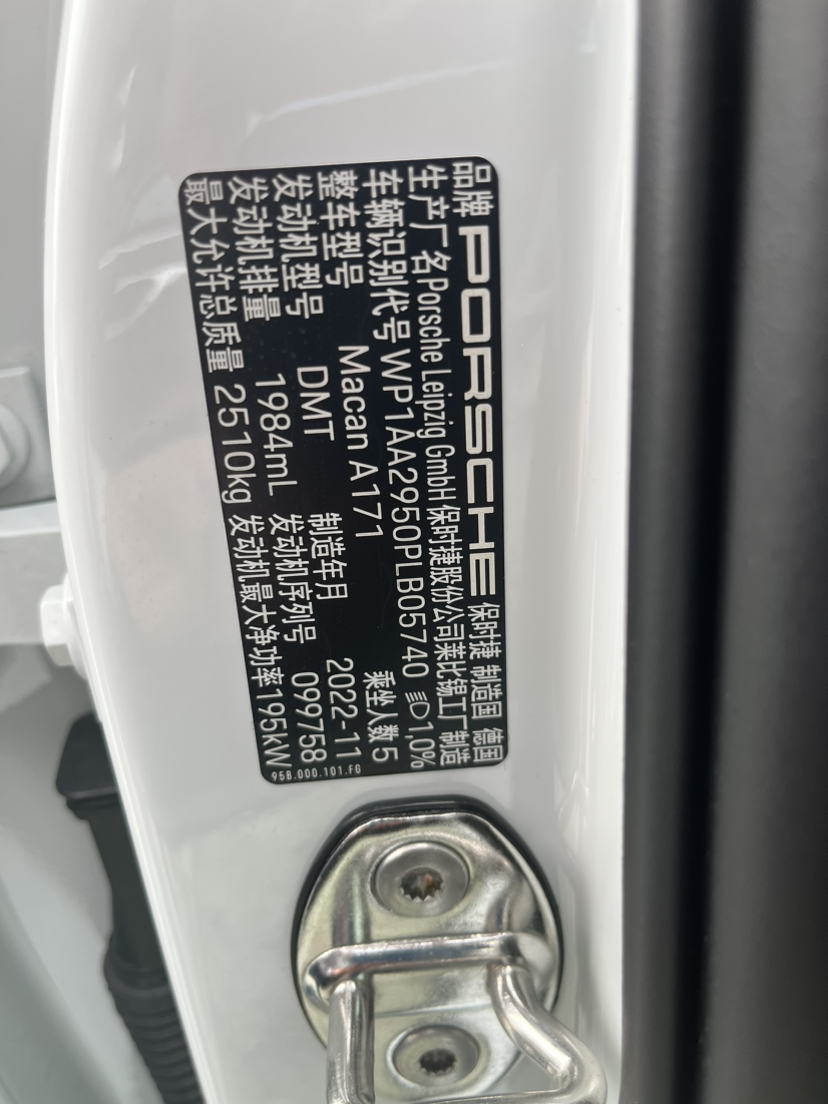 品牌 PORSCHE 保时捷 制造国 德国
生产厂名 Porsche Leipzig GmbH 保时捷股份公司莱比锡工厂制造
车辆识别代号 WP1AA2950PLB05740 1,0%
整车型号 Macan A171 乘坐人数 5
发动机型号 DMT 制造年月 2022-11
发动机排量 1984mL 发动机序列号 099758
最大允许总质量 2510kg 发动机最大净功率 195kW
95B.000.101.FG